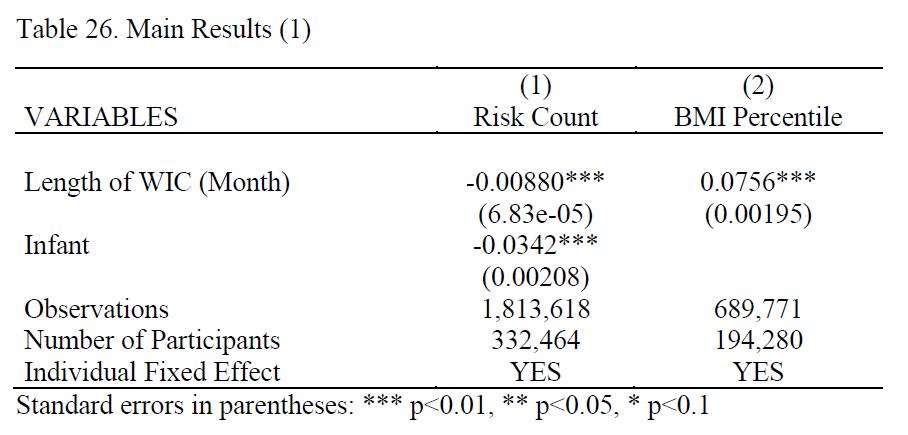 Table 26. Main Results (1)
(1) (2)
VARIABLES Risk Count BMI Percentile
Length of WIC (Month) -0.00880*** 0.0756***
(6.83e-05) (0.00195)
Infant -0.0342***
(0.00208)
Observations 1,813,618 689,771
Number of Participants 332,464 194,280
Individual Fixed Effect YES YES
Standard errors in parentheses: *** p<0.01, ** p<0.05, * p<0.1